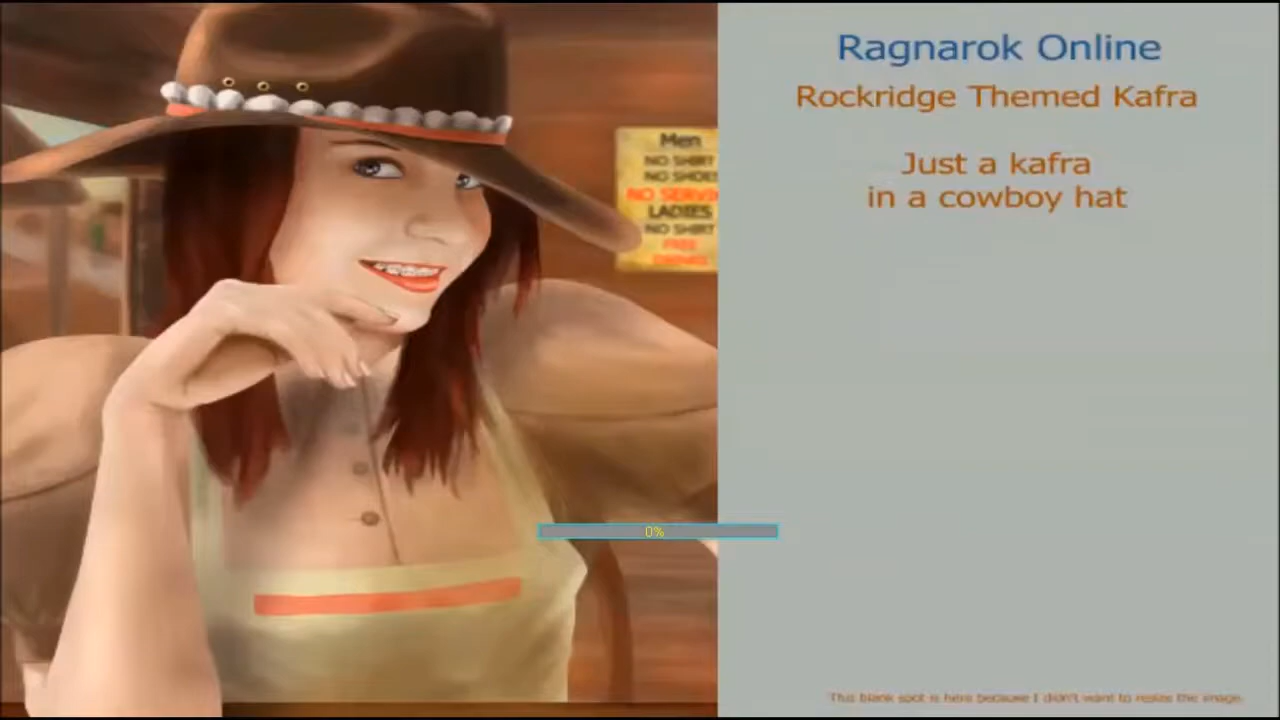 Ragnarok Online
Rockridge Themed Kafra
Just a kafra
in a cowboy hat
Men
NO SHIRT
NO SHOES
NO SERVIC
LADIES
NO SHIRT
FREE
DRINKS
0%
This blank spot is here because I didn't want to resize the image.